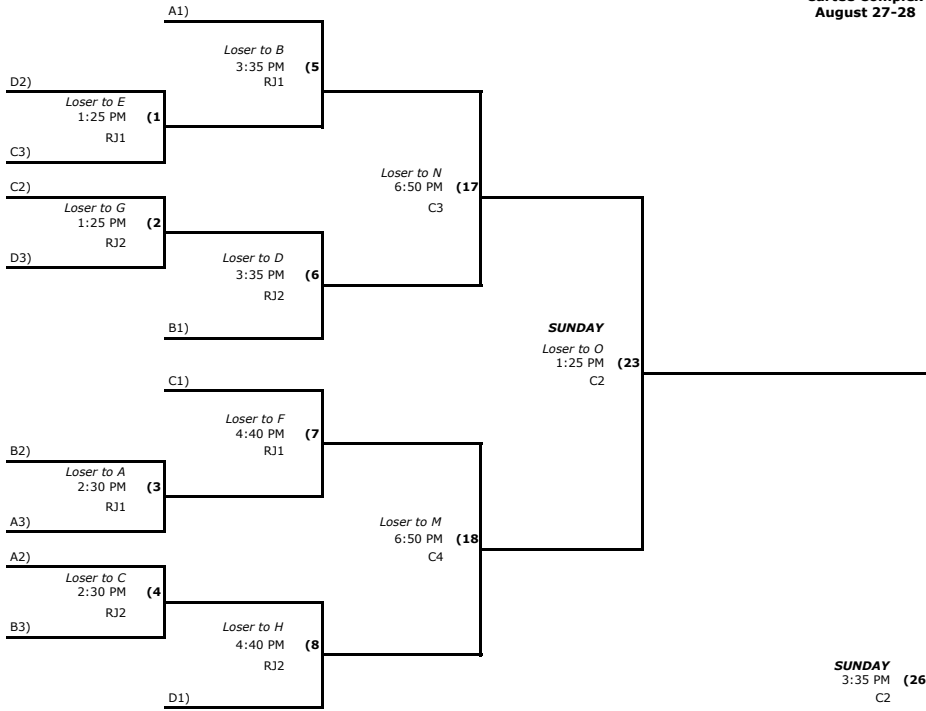 August 27-28
A1)
Loser to B
3:35 PM (5
RJ1
D2)
Loser to E
1:25 PM (1
RJ1
C3)
Loser to N
6:50 PM (17
C3
C2)
Loser to G
1:25 PM (2
RJ2
D3)
Loser to D
3:35 PM (6
RJ2
B1)
SUNDAY
Loser to O
1:25 PM (23
C2
C1)
Loser to F
4:40 PM (7
RJ1
B2)
Loser to A
2:30 PM (3
RJ1
A3)
Loser to M
6:50 PM (18
C4
A2)
Loser to C
2:30 PM (4
RJ2
B3)
Loser to H
4:40 PM (8
RJ2
D1)
SUNDAY
3:35 PM (26
C2